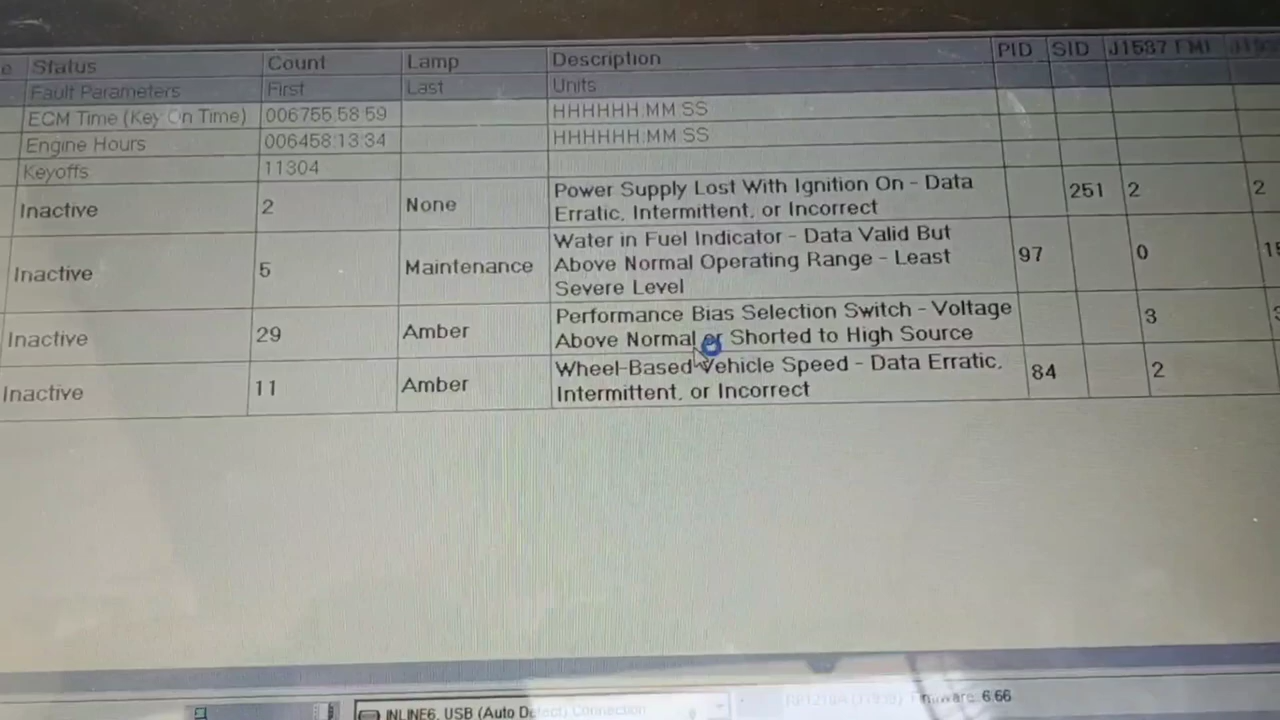 Status Count Lamp Description PID SID J1587 FMI
Fault Parameters First Last Units
ECM Time (Key On Time) 006755:58:59 HHHHHH:MM:SS
Engine Hours 006458:13:34 HHHHHH:MM:SS
Keyoffs 11304
Inactive 2 None Power Supply Lost With Ignition On - Data 251 2 2
Erratic, Intermittent, or Incorrect
Inactive 5 Maintenance Water in Fuel Indicator - Data Valid But 97 0
Above Normal Operating Range - Least
Severe Level
Inactive 29 Amber Performance Bias Selection Switch - Voltage 3
Above Normal or Shorted to High Source
Inactive 11 Amber Wheel-Based Vehicle Speed - Data Erratic, 84 2
Intermittent, or Incorrect
INLINE6, USB (Auto Detect) Connection Firmware: 6.66